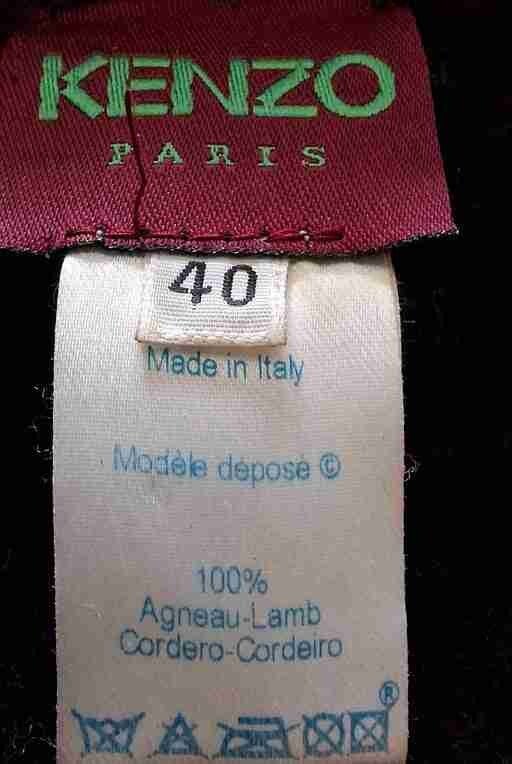 KENZO
PARIS
40
Made in Italy
Modèle déposé ©
100%
Agneau-Lamb
Cordero-Cordeiro
®